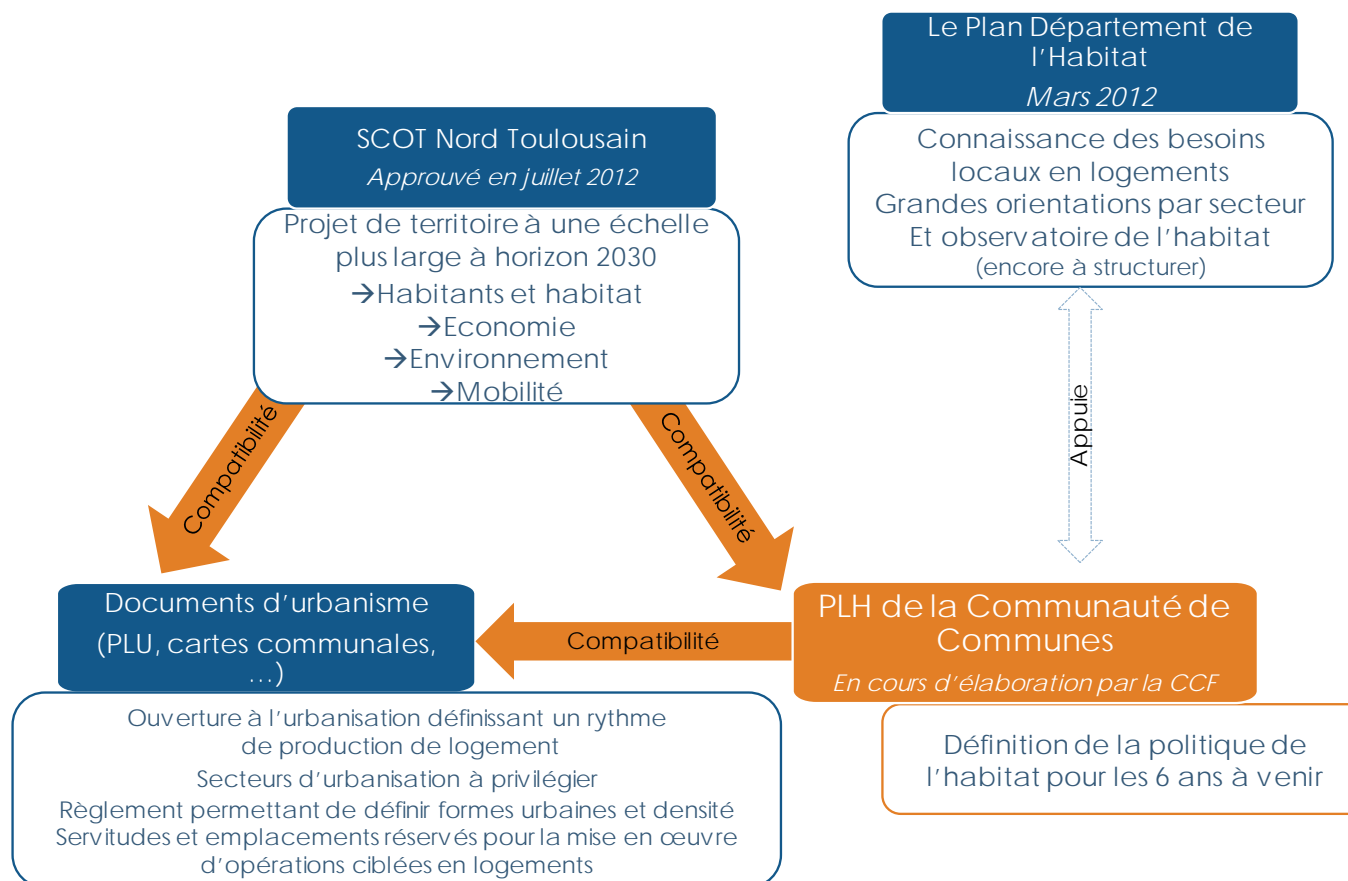 Le Plan Département de
l'Habitat
Mars 2012
Connaissance des besoins
locaux en logements
Grandes orientations par secteur
Et observatoire de l'habitat
(encore à structurer)
SCOT Nord Toulousain
Approuvé en juillet 2012
Projet de territoire à une échelle
plus large à horizon 2030
→Habitants et habitat
→Economie
→Environnement
→Mobilité
Compatibilité
Compatibilité
Appuie
Documents d'urbanisme
(PLU, cartes communales,
…)
Compatibilité
PLH de la Communauté de
Communes
En cours d'élaboration par la CCF
Ouverture à l'urbanisation définissant un rythme
de production de logement
Secteurs d'urbanisation à privilégier
Règlement permettant de définir formes urbaines et densité
Servitudes et emplacements réservés pour la mise en œuvre
d'opérations ciblées en logements
Définition de la politique de
l'habitat pour les 6 ans à venir